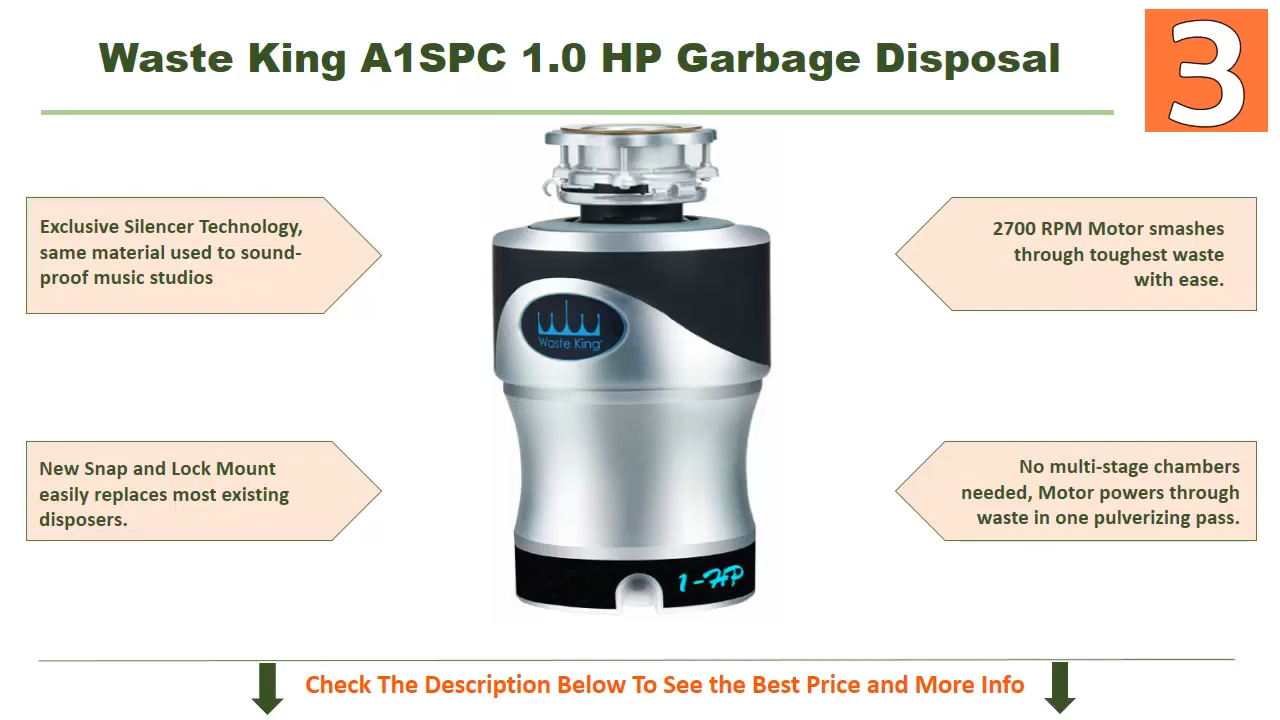 Waste King A1SPC 1.0 HP Garbage Disposal
3
Exclusive Silencer Technology,
same material used to sound-
proof music studios
2700 RPM Motor smashes
through toughest waste
with ease.
Waste King
New Snap and Lock Mount
easily replaces most existing
disposers.
No multi-stage chambers
needed, Motor powers through
waste in one pulverizing pass.
1-HP
Check The Description Below To See the Best Price and More Info